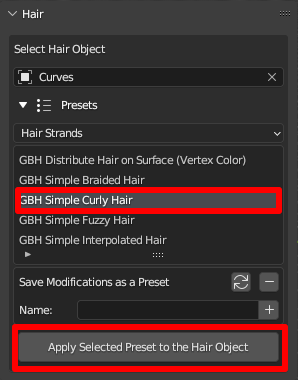 Hair
Select Hair Object
Curves
Presets
Hair Strands
GBH Distribute Hair on Surface (Vertex Color)
GBH Simple Braided Hair
GBH Simple Curly Hair
GBH Simple Fuzzy Hair
GBH Simple Interpolated Hair
Save Modifications as a Preset
Name:
Apply Selected Preset to the Hair Object